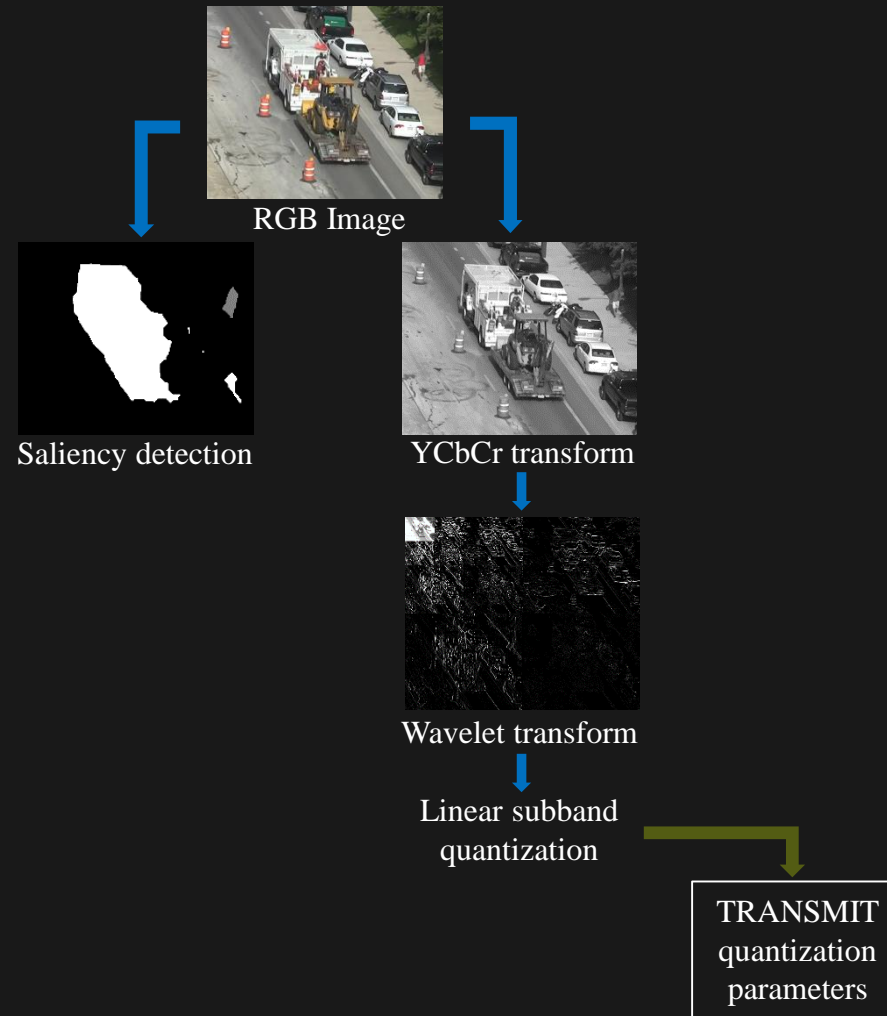 RGB Image
Saliency detection
YCbCr transform
Wavelet transform
Linear subband
quantization
TRANSMIT
quantization
parameters